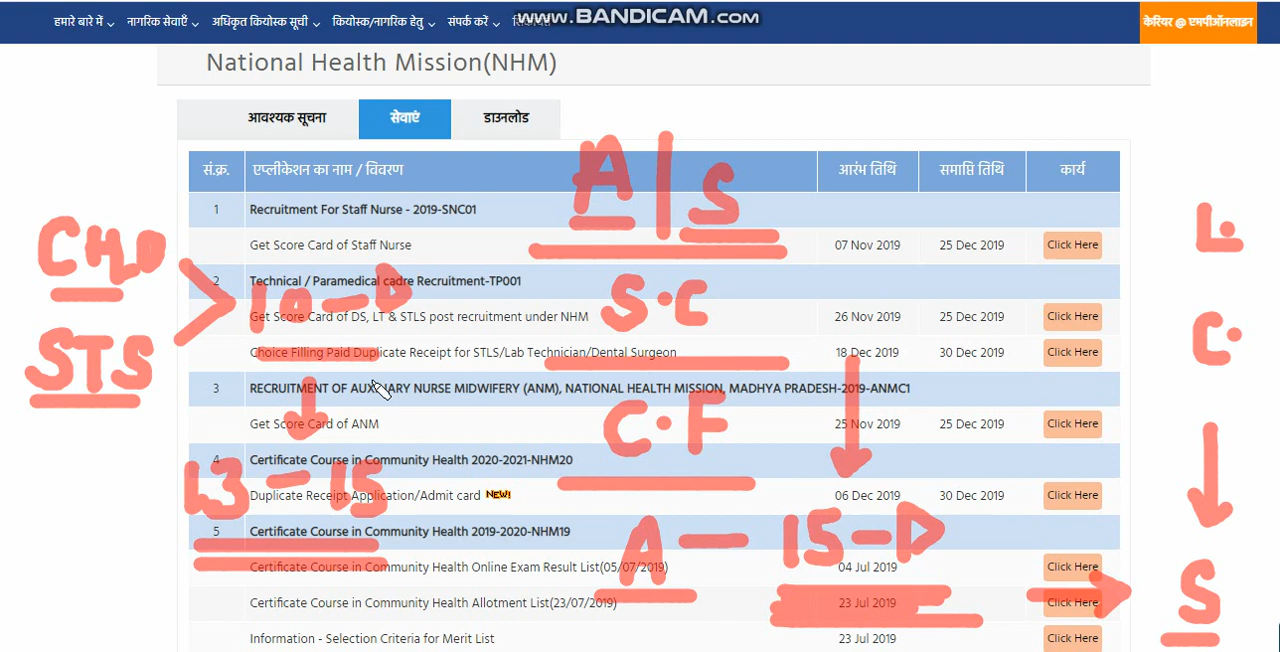 हमारे बारे में नागरिक सेवाएँ अधिकृत कियोस्क सूची कियोस्क/नागरिक हेतु संपर्क करें www.BANDICAM.com कैरियर @ एमपीऑनलाइन
National Health Mission(NHM)
आवश्यक सूचना सेवाएं डाउनलोड
सं.क्र. एप्लीकेशन का नाम / विवरण आरंभ तिथि समाप्ति तिथि कार्य
A|S
1 Recruitment For Staff Nurse - 2019-SNC01
Get Score Card of Staff Nurse 07 Nov 2019 25 Dec 2019 Click Here
CHO
2 Technical / Paramedical cadre Recruitment-TP001
10-D S.C
Get Score Card of DS, LT & STLS post recruitment under NHM 26 Nov 2019 25 Dec 2019 Click Here
STS
Choice Filling Paid Duplicate Receipt for STLS/Lab Technician/Dental Surgeon 18 Dec 2019 30 Dec 2019 Click Here
3 RECRUITMENT OF AUXILIARY NURSE MIDWIFERY (ANM), NATIONAL HEALTH MISSION, MADHYA PRADESH-2019-ANMC1
Get Score Card of ANM 25 Nov 2019 25 Dec 2019 Click Here
C.F
4 Certificate Course in Community Health 2020-2021-NHM20
13-15
Duplicate Receipt Application/Admit card NEW! 06 Dec 2019 30 Dec 2019 Click Here
5 Certificate Course in Community Health 2019-2020-NHM19
A - 15-D
Certificate Course in Community Health Online Exam Result List(05/07/2019) 04 Jul 2019 Click Here
Certificate Course in Community Health Allotment List(23/07/2019) 23 Jul 2019 Click Here
S
Information - Selection Criteria for Merit List 23 Jul 2019 Click Here
L.
C.